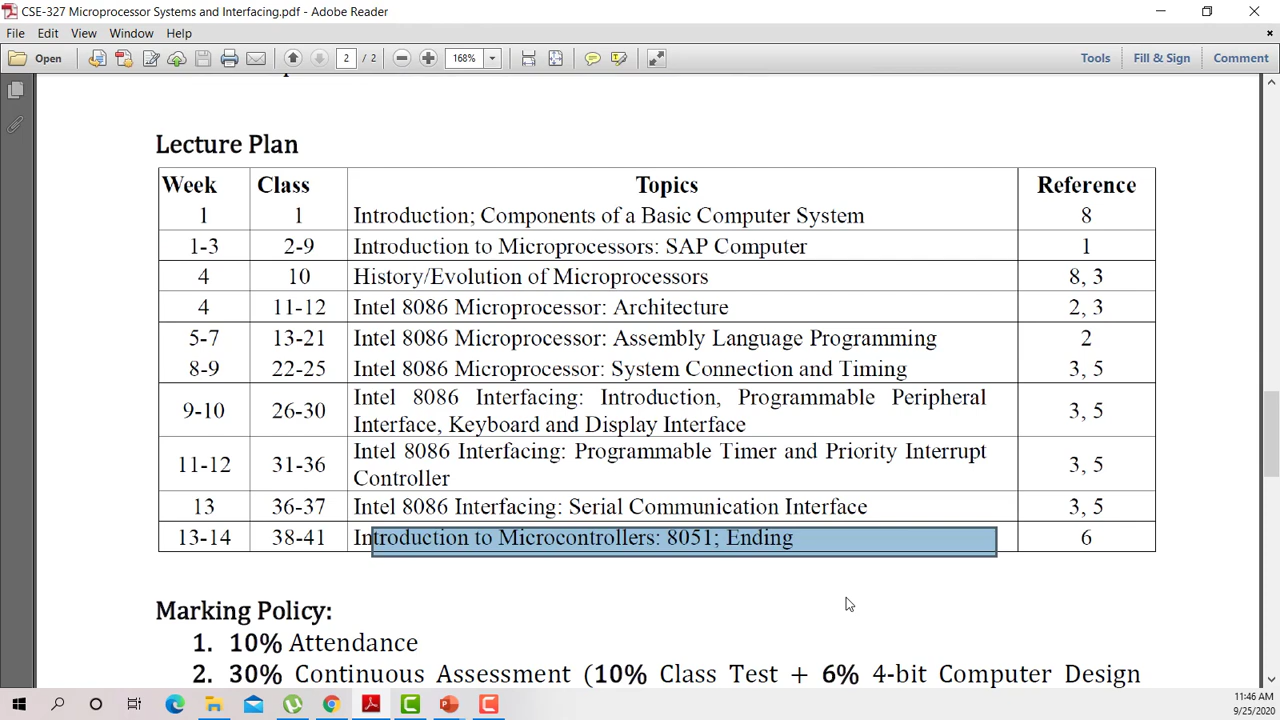 CSE-327 Microprocessor Systems and Interfacing.pdf - Adobe Reader
File Edit View Window Help
Open 2 / 2 168% Tools Fill & Sign Comment
Lecture Plan
Week Class Topics Reference
1 1 Introduction; Components of a Basic Computer System 8
1-3 2-9 Introduction to Microprocessors: SAP Computer 1
4 10 History/Evolution of Microprocessors 8, 3
4 11-12 Intel 8086 Microprocessor: Architecture 2, 3
5-7 13-21 Intel 8086 Microprocessor: Assembly Language Programming 2
8-9 22-25 Intel 8086 Microprocessor: System Connection and Timing 3, 5
9-10 26-30 Intel 8086 Interfacing: Introduction, Programmable Peripheral
Interface, Keyboard and Display Interface 3, 5
11-12 31-36 Intel 8086 Interfacing: Programmable Timer and Priority Interrupt
Controller 3, 5
13 36-37 Intel 8086 Interfacing: Serial Communication Interface 3, 5
13-14 38-41 Introduction to Microcontrollers: 8051; Ending 6
Marking Policy:
1. 10% Attendance
2. 30% Continuous Assessment (10% Class Test + 6% 4-bit Computer Design
11:46 AM
9/25/2020